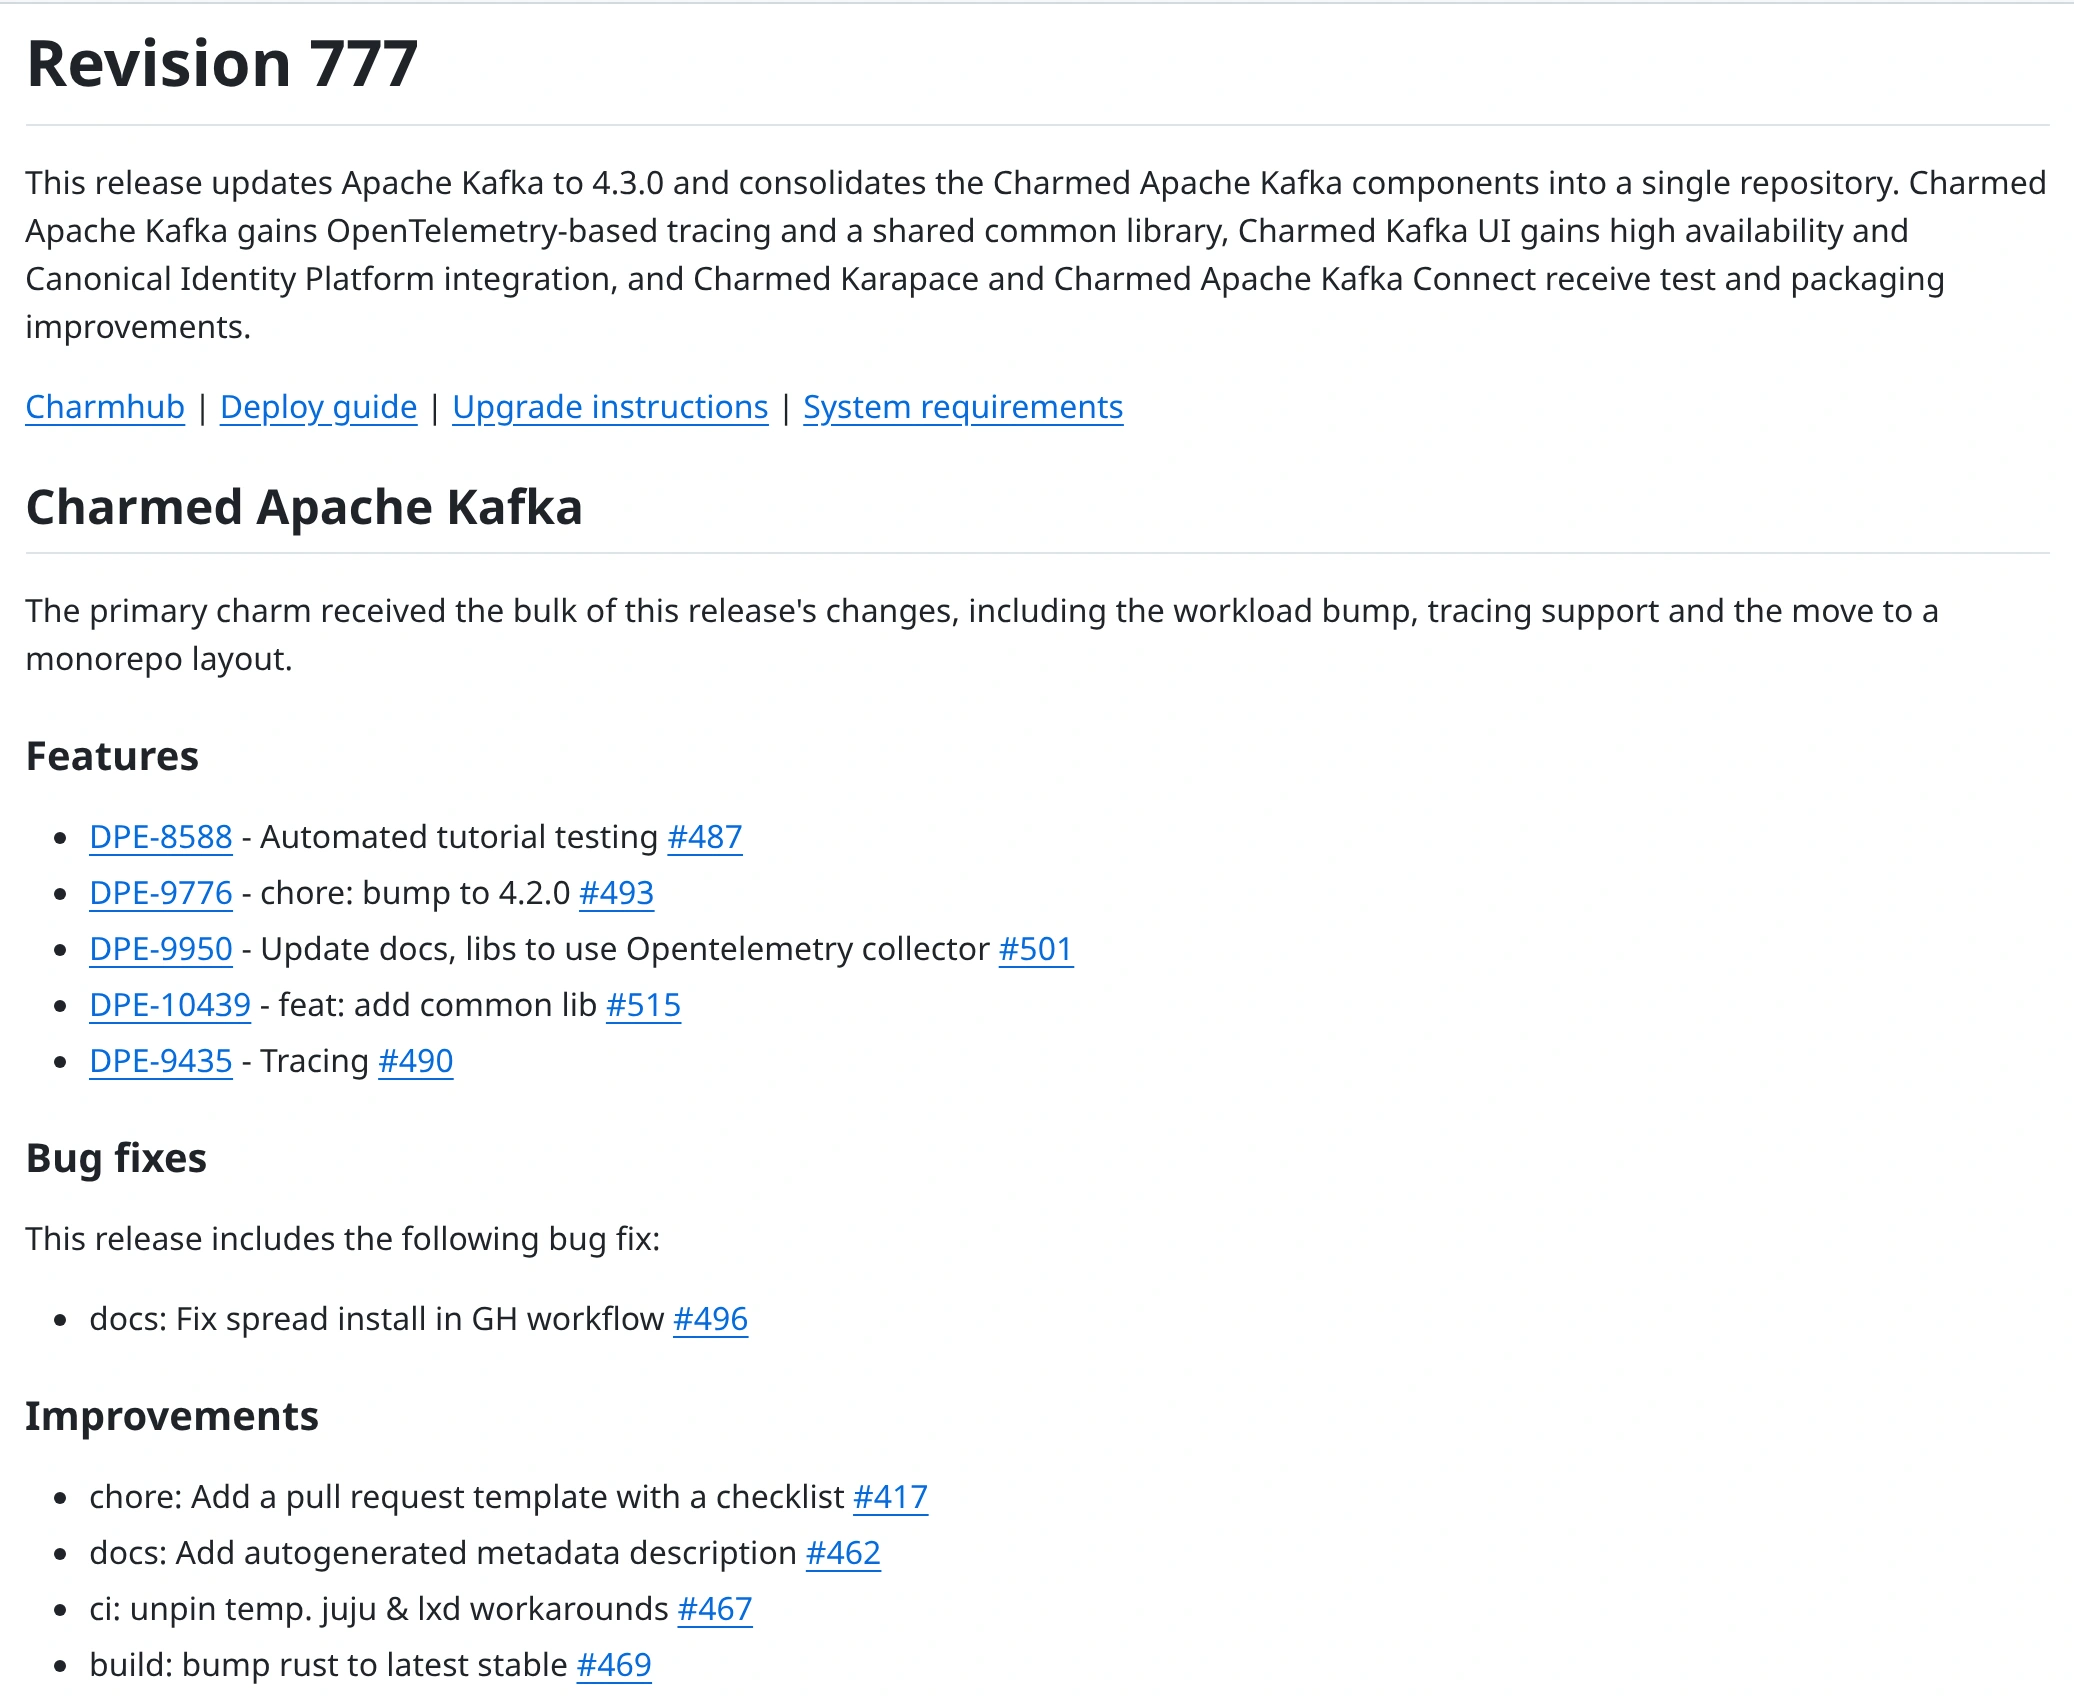 Revision 777
This release updates Apache Kafka to 4.3.0 and consolidates the Charmed Apache Kafka components into a single repository. Charmed
Apache Kafka gains OpenTelemetry-based tracing and a shared common library, Charmed Kafka UI gains high availability and
Canonical Identity Platform integration, and Charmed Karapace and Charmed Apache Kafka Connect receive test and packaging
improvements.
Charmhub | Deploy guide | Upgrade instructions | System requirements
Charmed Apache Kafka
The primary charm received the bulk of this release's changes, including the workload bump, tracing support and the move to a
monorepo layout.
Features
• DPE-8588 - Automated tutorial testing #487
• DPE-9776 - chore: bump to 4.2.0 #493
• DPE-9950 - Update docs, libs to use Opentelemetry collector #501
• DPE-10439 - feat: add common lib #515
• DPE-9435 - Tracing #490
Bug fixes
This release includes the following bug fix:
• docs: Fix spread install in GH workflow #496
Improvements
• chore: Add a pull request template with a checklist #417
• docs: Add autogenerated metadata description #462
• ci: unpin temp. juju & lxd workarounds #467
• build: bump rust to latest stable #469